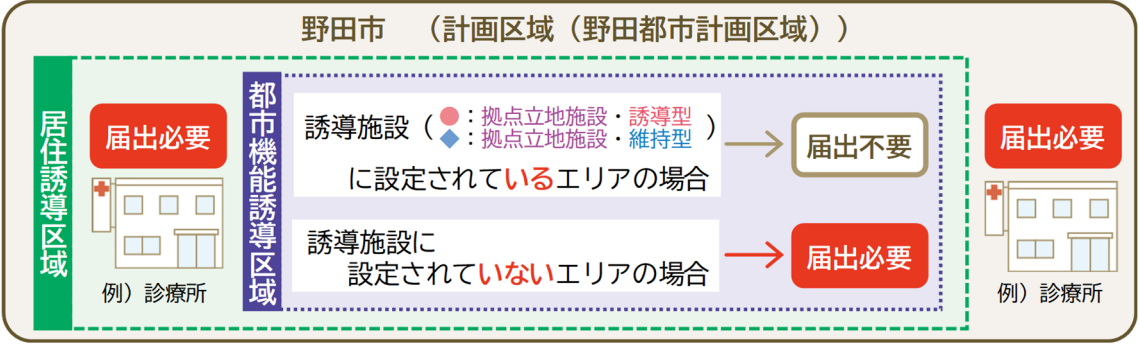 野田市　（計画区域（野田都市計画区域））
居住誘導区域
届出必要
例）診療所
都市機能誘導区域
誘導施設（●：拠点立地施設・誘導型
◆：拠点立地施設・維持型）
に設定されているエリアの場合
届出不要
誘導施設に
設定されていないエリアの場合
届出必要
届出必要
例）診療所